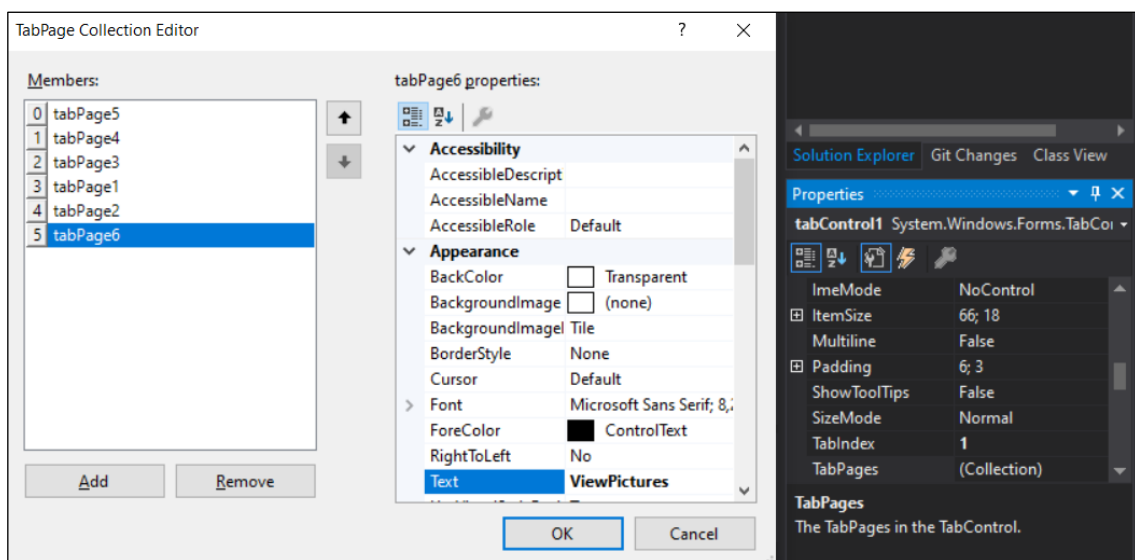 TabPage Collection Editor
?
Members:
0 tabPage5
1 tabPage4
2 tabPage3
3 tabPage1
4 tabPage2
5 tabPage6
Add Remove
tabPage6 properties:
Accessibility
AccessibleDescript
AccessibleName
AccessibleRole Default
Appearance
BackColor Transparent
BackgroundImage (none)
BackgroundImagel Tile
BorderStyle None
Cursor Default
Font Microsoft Sans Serif; 8,2
ForeColor ControlText
RightToLeft No
Text ViewPictures
OK Cancel
Solution Explorer Git Changes Class View
Properties
tabControl1 System.Windows.Forms.TabCo
ImeMode NoControl
ItemSize 66; 18
Multiline False
Padding 6; 3
ShowToolTips False
SizeMode Normal
TabIndex 1
TabPages (Collection)
TabPages
The TabPages in the TabControl.